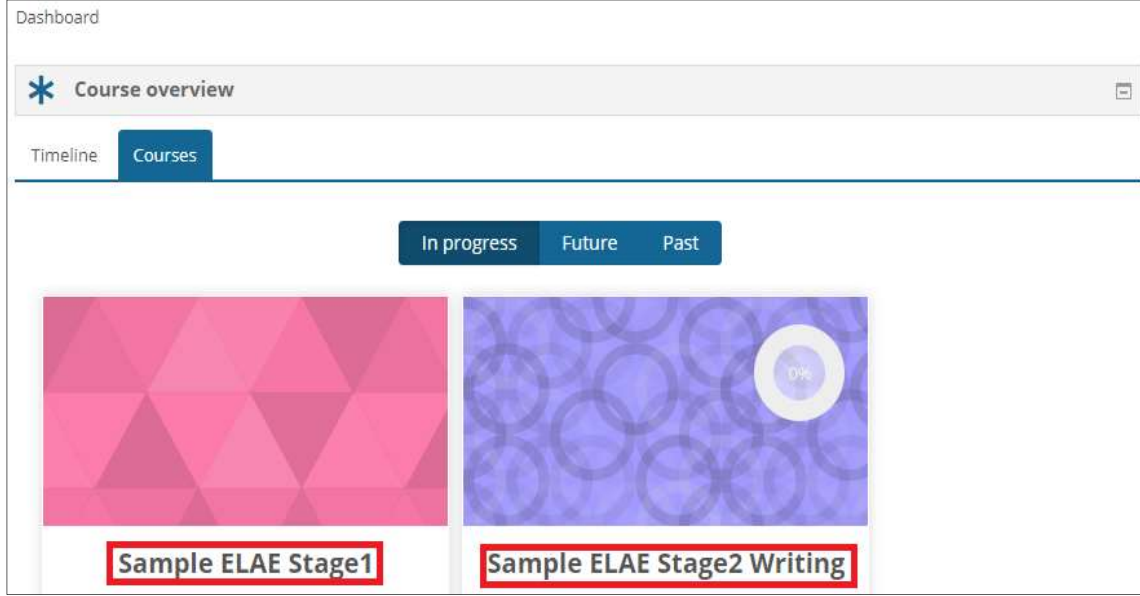 Dashboard
Course overview
Timeline Courses
In progress Future Past
0%
Sample ELAE Stage1 Sample ELAE Stage2 Writing